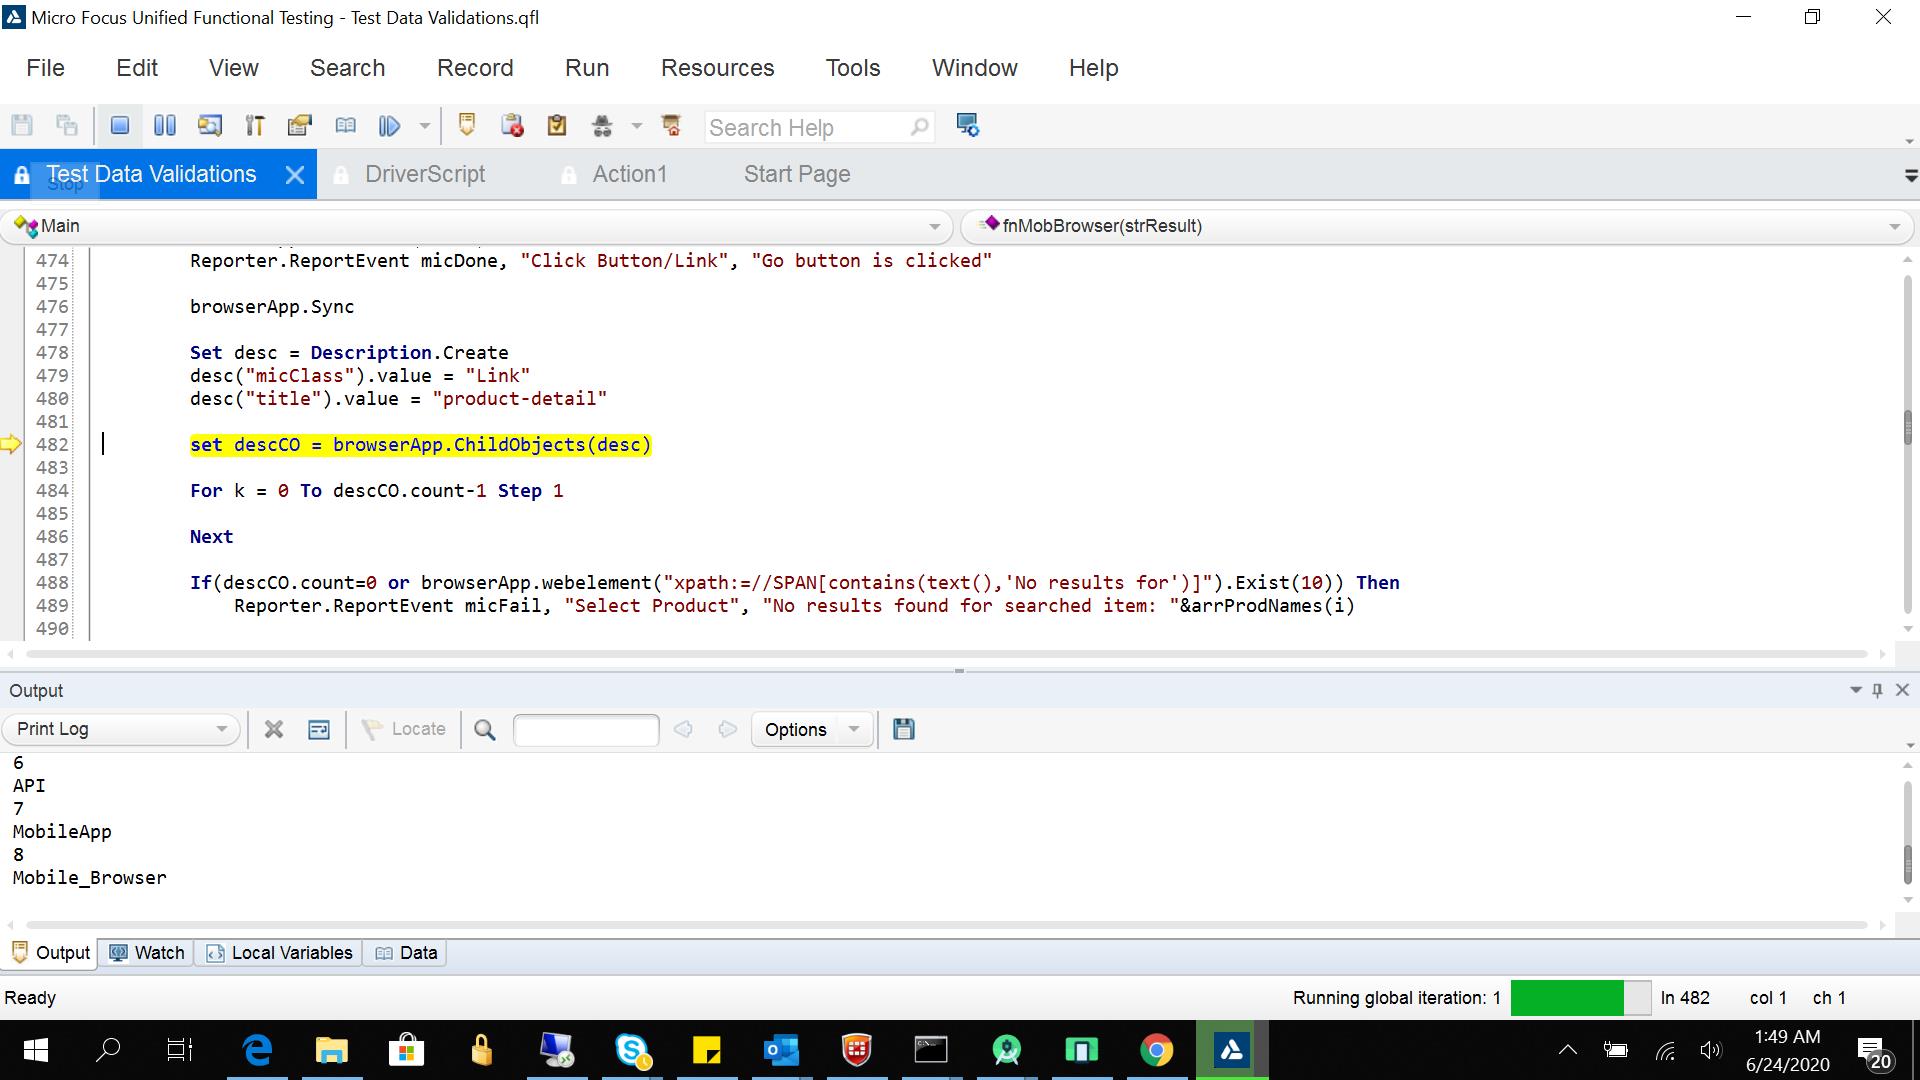 Micro Focus Unified Functional Testing - Test Data Validations.qfl
File Edit View Search Record Run Resources Tools Window Help
Search Help
Test Data Validations DriverScript Action1 Start Page
Stop
Main fnMobBrowser(strResult)
474 Reporter.ReportEvent micDone, "Click Button/Link", "Go button is clicked"
475
476 browserApp.Sync
477
478 Set desc = Description.Create
479 desc("micClass").value = "Link"
480 desc("title").value = "product-detail"
481
482 set descCO = browserApp.ChildObjects(desc)
483
484 For k = 0 To descCO.count-1 Step 1
485
486 Next
487
488 If(descCO.count=0 or browserApp.webelement("xpath:=//SPAN[contains(text(),'No results for')]").Exist(10)) Then
489 Reporter.ReportEvent micFail, "Select Product", "No results found for searched item: "&arrProdNames(i)
490
Output
Print Log Locate Options
6
API
7
MobileApp
8
Mobile_Browser
Output Watch Local Variables Data
Ready Running global iteration: 1 ln 482 col 1 ch 1
1:49 AM
6/24/2020
20